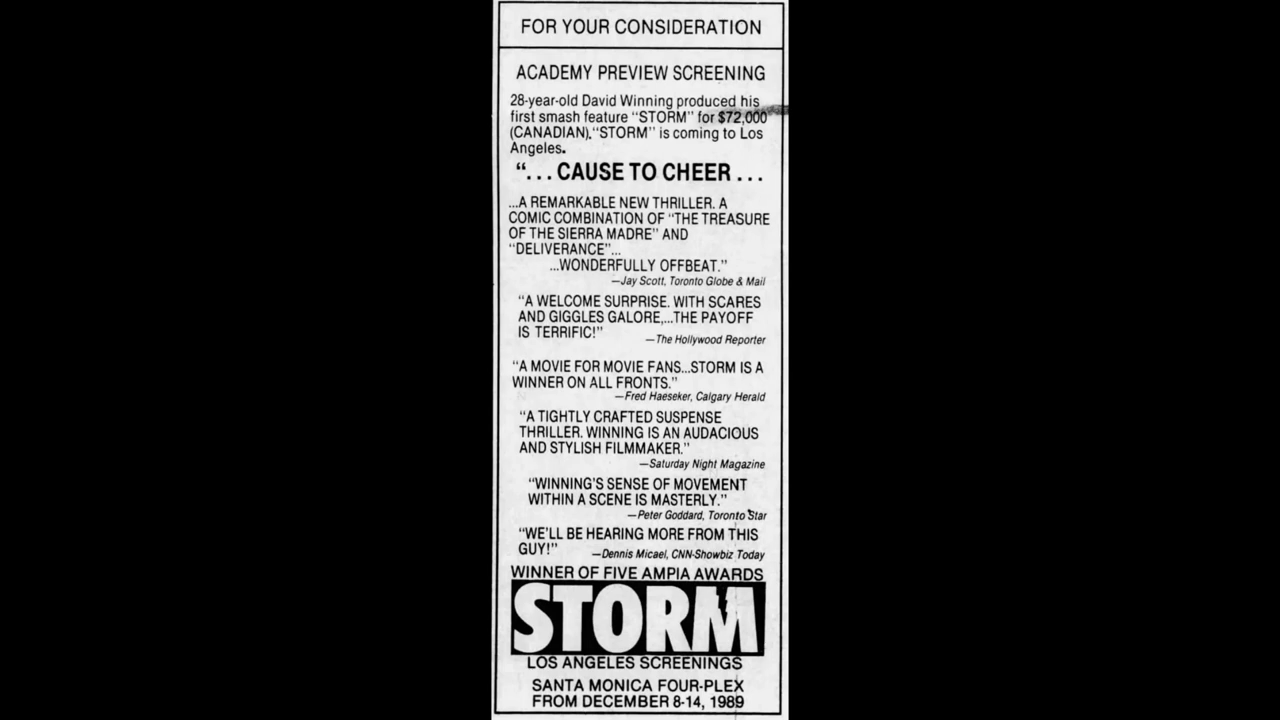 FOR YOUR CONSIDERATION
ACADEMY PREVIEW SCREENING
28-year-old David Winning produced his
first smash feature "STORM" for $72,000
(CANADIAN). "STORM" is coming to Los
Angeles.
"... CAUSE TO CHEER ...
...A REMARKABLE NEW THRILLER. A
COMIC COMBINATION OF "THE TREASURE
OF THE SIERRA MADRE" AND
"DELIVERANCE"...
...WONDERFULLY OFFBEAT."
—Jay Scott, Toronto Globe & Mail
"A WELCOME SURPRISE. WITH SCARES
AND GIGGLES GALORE,...THE PAYOFF
IS TERRIFIC!"
—The Hollywood Reporter
"A MOVIE FOR MOVIE FANS...STORM IS A
WINNER ON ALL FRONTS."
—Fred Haeseker, Calgary Herald
"A TIGHTLY CRAFTED SUSPENSE
THRILLER. WINNING IS AN AUDACIOUS
AND STYLISH FILMMAKER."
—Saturday Night Magazine
"WINNING'S SENSE OF MOVEMENT
WITHIN A SCENE IS MASTERLY."
—Peter Goddard, Toronto Star
"WE'LL BE HEARING MORE FROM THIS
GUY!"
—Dennis Micael, CNN-Showbiz Today
WINNER OF FIVE AMPIA AWARDS
STORM
LOS ANGELES SCREENINGS
SANTA MONICA FOUR-PLEX
FROM DECEMBER 8-14, 1989